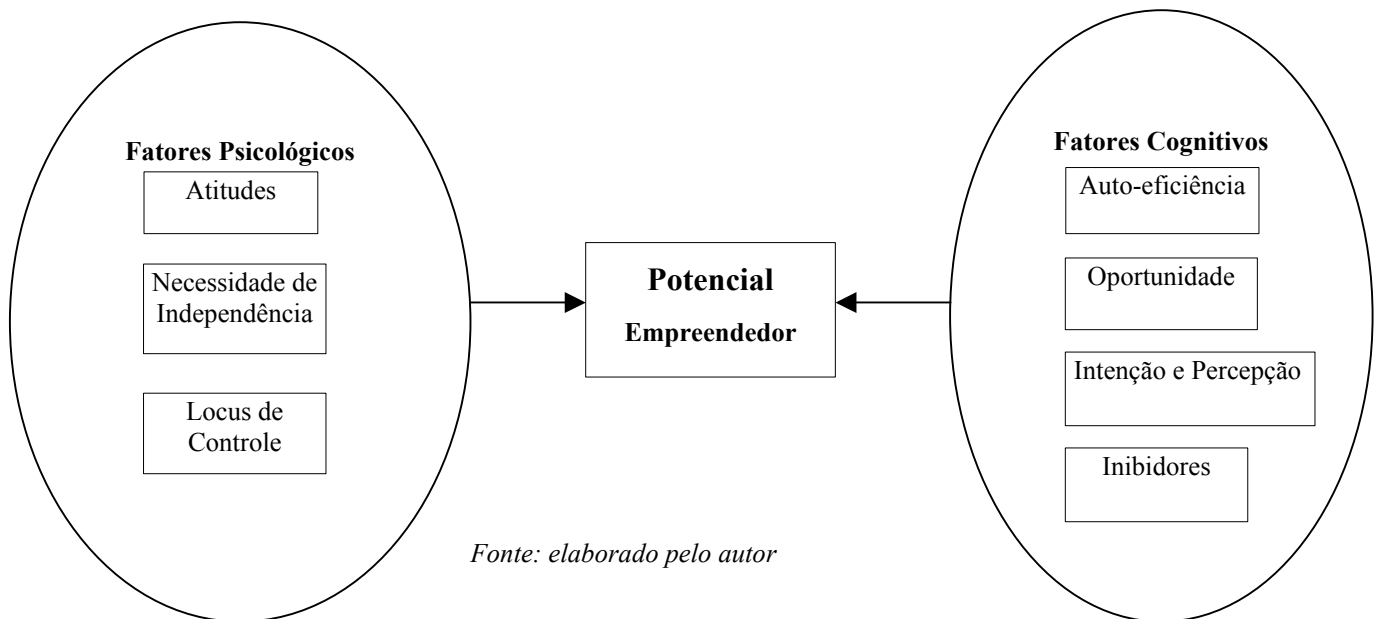 Fatores Psicológicos
Atitudes
Necessidade de
Independência
Locus de
Controle
Potencial
Empreendedor
Fatores Cognitivos
Auto-eficiência
Oportunidade
Intenção e Percepção
Inibidores
Fonte: elaborado pelo autor